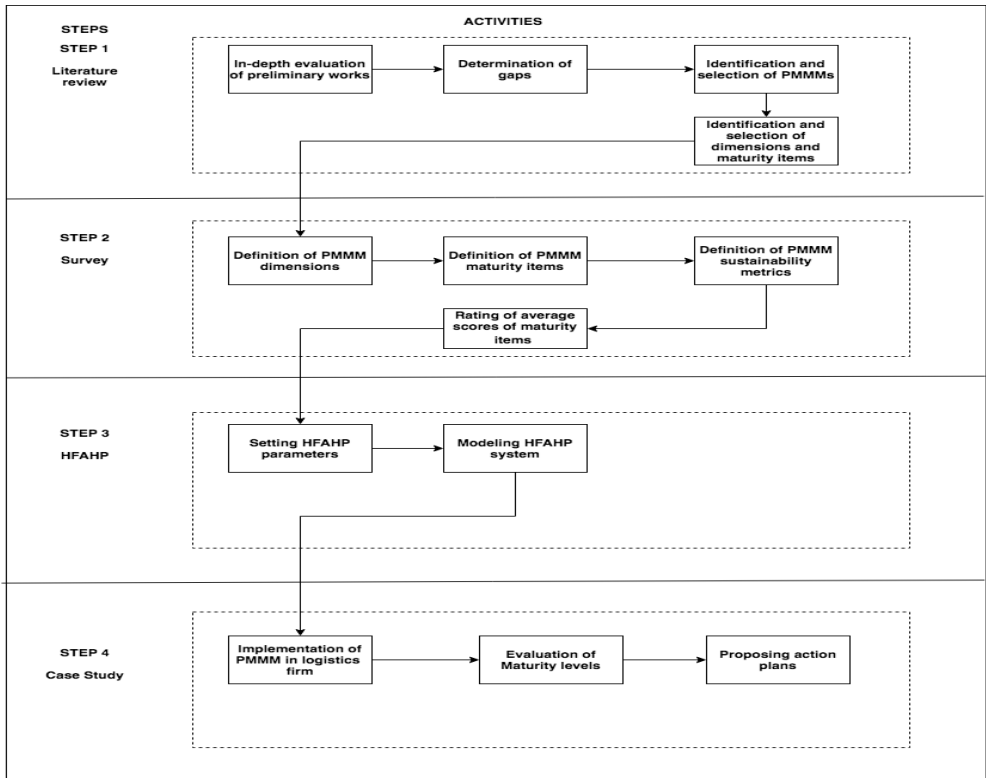 ACTIVITIES
STEPS
STEP 1
Literature
review
In-depth evaluation
of preliminary works
Determination of
gaps
Identification and
selection of PMMMs
Identification and
selection of
dimensions and
maturity items
STEP 2
Survey
Definition of PMMM
dimensions
Definition of PMMM
maturity items
Definition of PMMM
sustainability
metrics
Rating of average
scores of maturity
items
STEP 3
HFAHP
Setting HFAHP
parameters
Modeling HFAHP
system
STEP 4
Case Study
Implementation of
PMMM in logistics
firm
Evaluation of
Maturity levels
Proposing action
plans